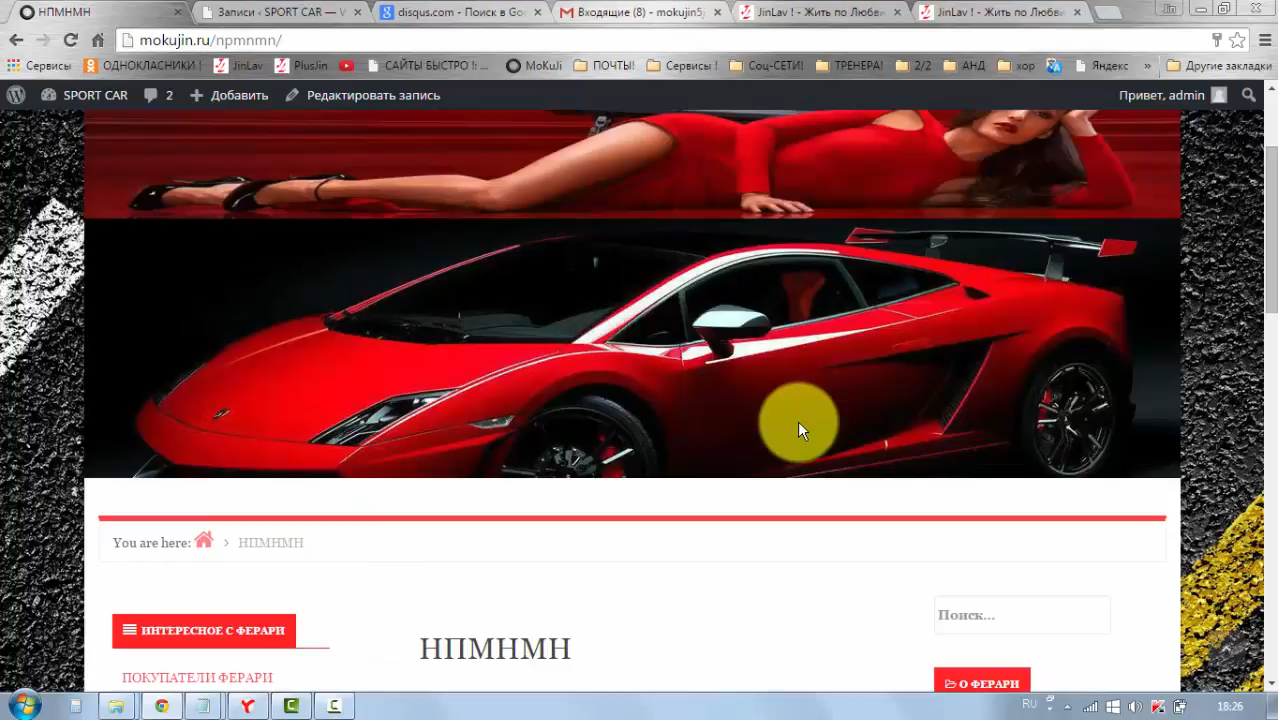 НПМНМН
Записи ‹ SPORT CAR — W
disqus.com - Поиск в Goo
Входящие (8) - mokujin5j
JinLav ! - Жить по Любви
JinLav ! - Жить по Любви
Jin
mokujin.ru/npmnmn/
Сервисы
ОДНОКЛАСНИКИ !
JinLav
PlusJin
САЙТЫ БЫСТРО !: ...
MoKuJi
ПОЧТЫ!
Сервисы !
Соц-СЕТИ!
ТРЕНЕРА!
2/2
АНД
хор
Яндекс
»
Другие закладки
SPORT CAR
2
Добавить
Редактировать запись
Привет, admin
You are here:
НПМНМН
ИНТЕРЕСНОЕ С ФЕРАРИ
ПОКУПАТЕЛИ ФЕРАРИ
НПМНМН
Поиск...
О ФЕРАРИ
RU
18:26